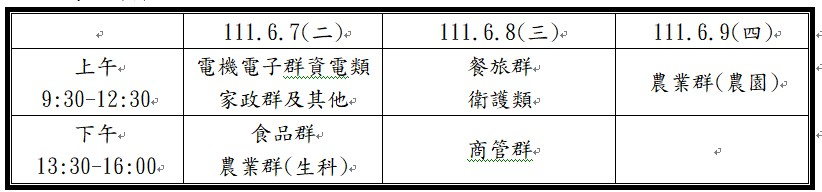 111.6.7(二) 111.6.8(三) 111.6.9(四)
上午 電機電子群資電類 餐旅群 農業群(農園)
9:30-12:30 家政群及其他 衛護類
下午 食品群 商管群
13:30-16:00 農業群(生科)